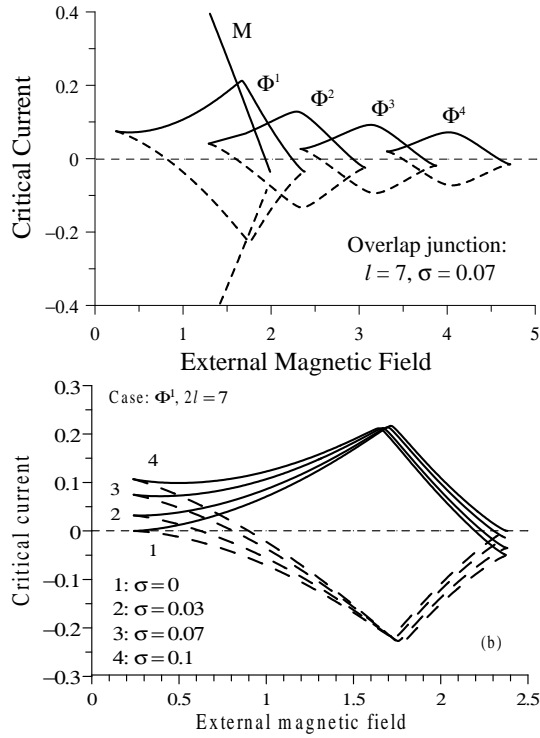 0.4
M
Φ¹
Φ²
Φ³
Φ⁴
0.2
0
−0.2
−0.4
Critical Current
Overlap junction:
l = 7, σ = 0.07
0 1 2 3 4 5
External Magnetic Field
0.3
Case: Φ¹, 2l = 7
0.2
0.1
0
−0.1
−0.2
−0.3
Critical current
4
3
2
1
1: σ=0
2: σ=0.03
3: σ=0.07
4: σ=0.1
(b)
0 0.5 1 1.5 2 2.5
External magnetic field